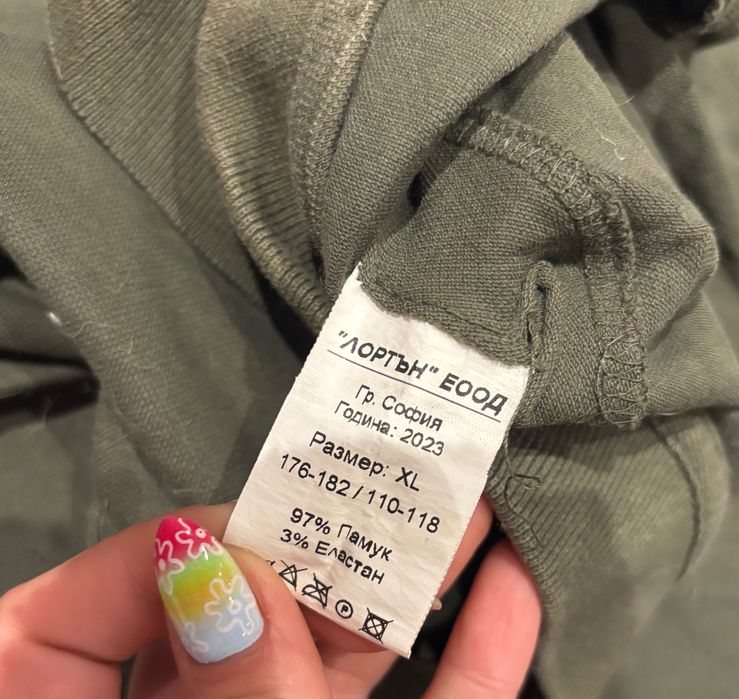 "ЛОРТЪН" ЕООД
Гр. София
Година: 2023
Размер: XL
176-182 / 110-118
97% Памук
3% Еластан
P